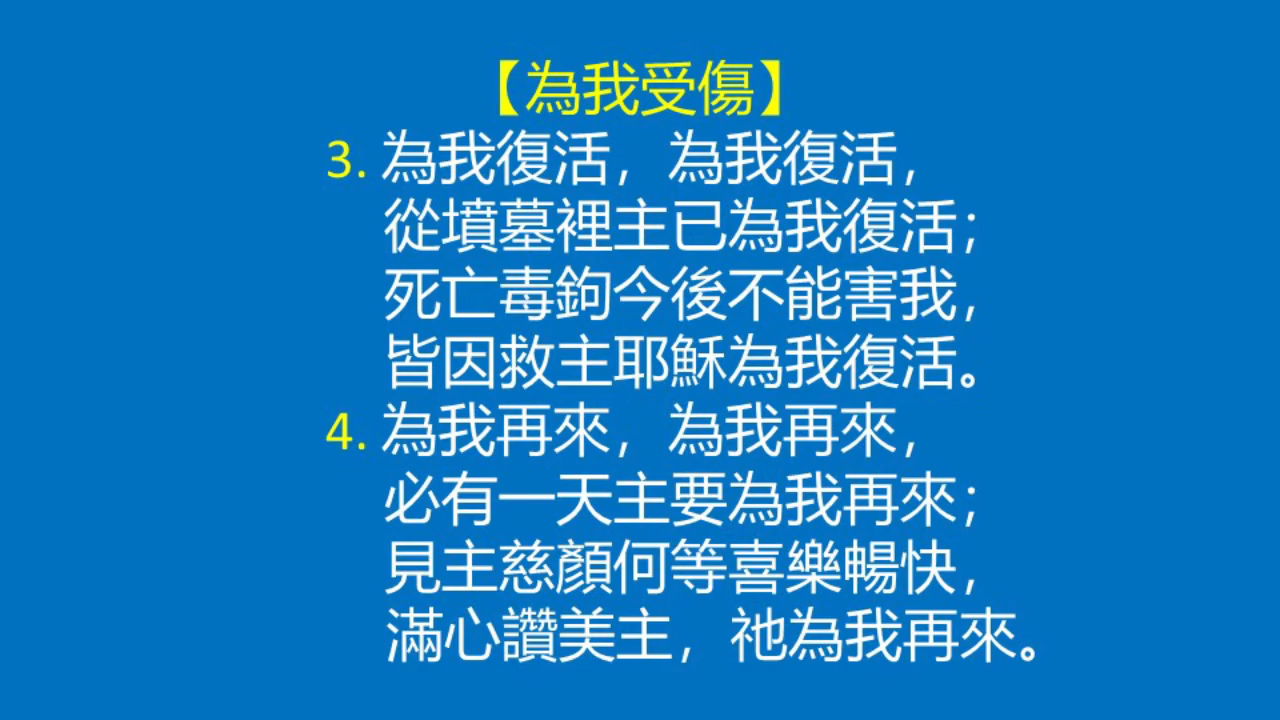 【為我受傷】
3. 為我復活，為我復活，
從墳墓裡主已為我復活；
死亡毒鉤今後不能害我，
皆因救主耶穌為我復活。
4. 為我再來，為我再來，
必有一天主要為我再來；
見主慈顏何等喜樂暢快，
滿心讚美主，祂為我再來。